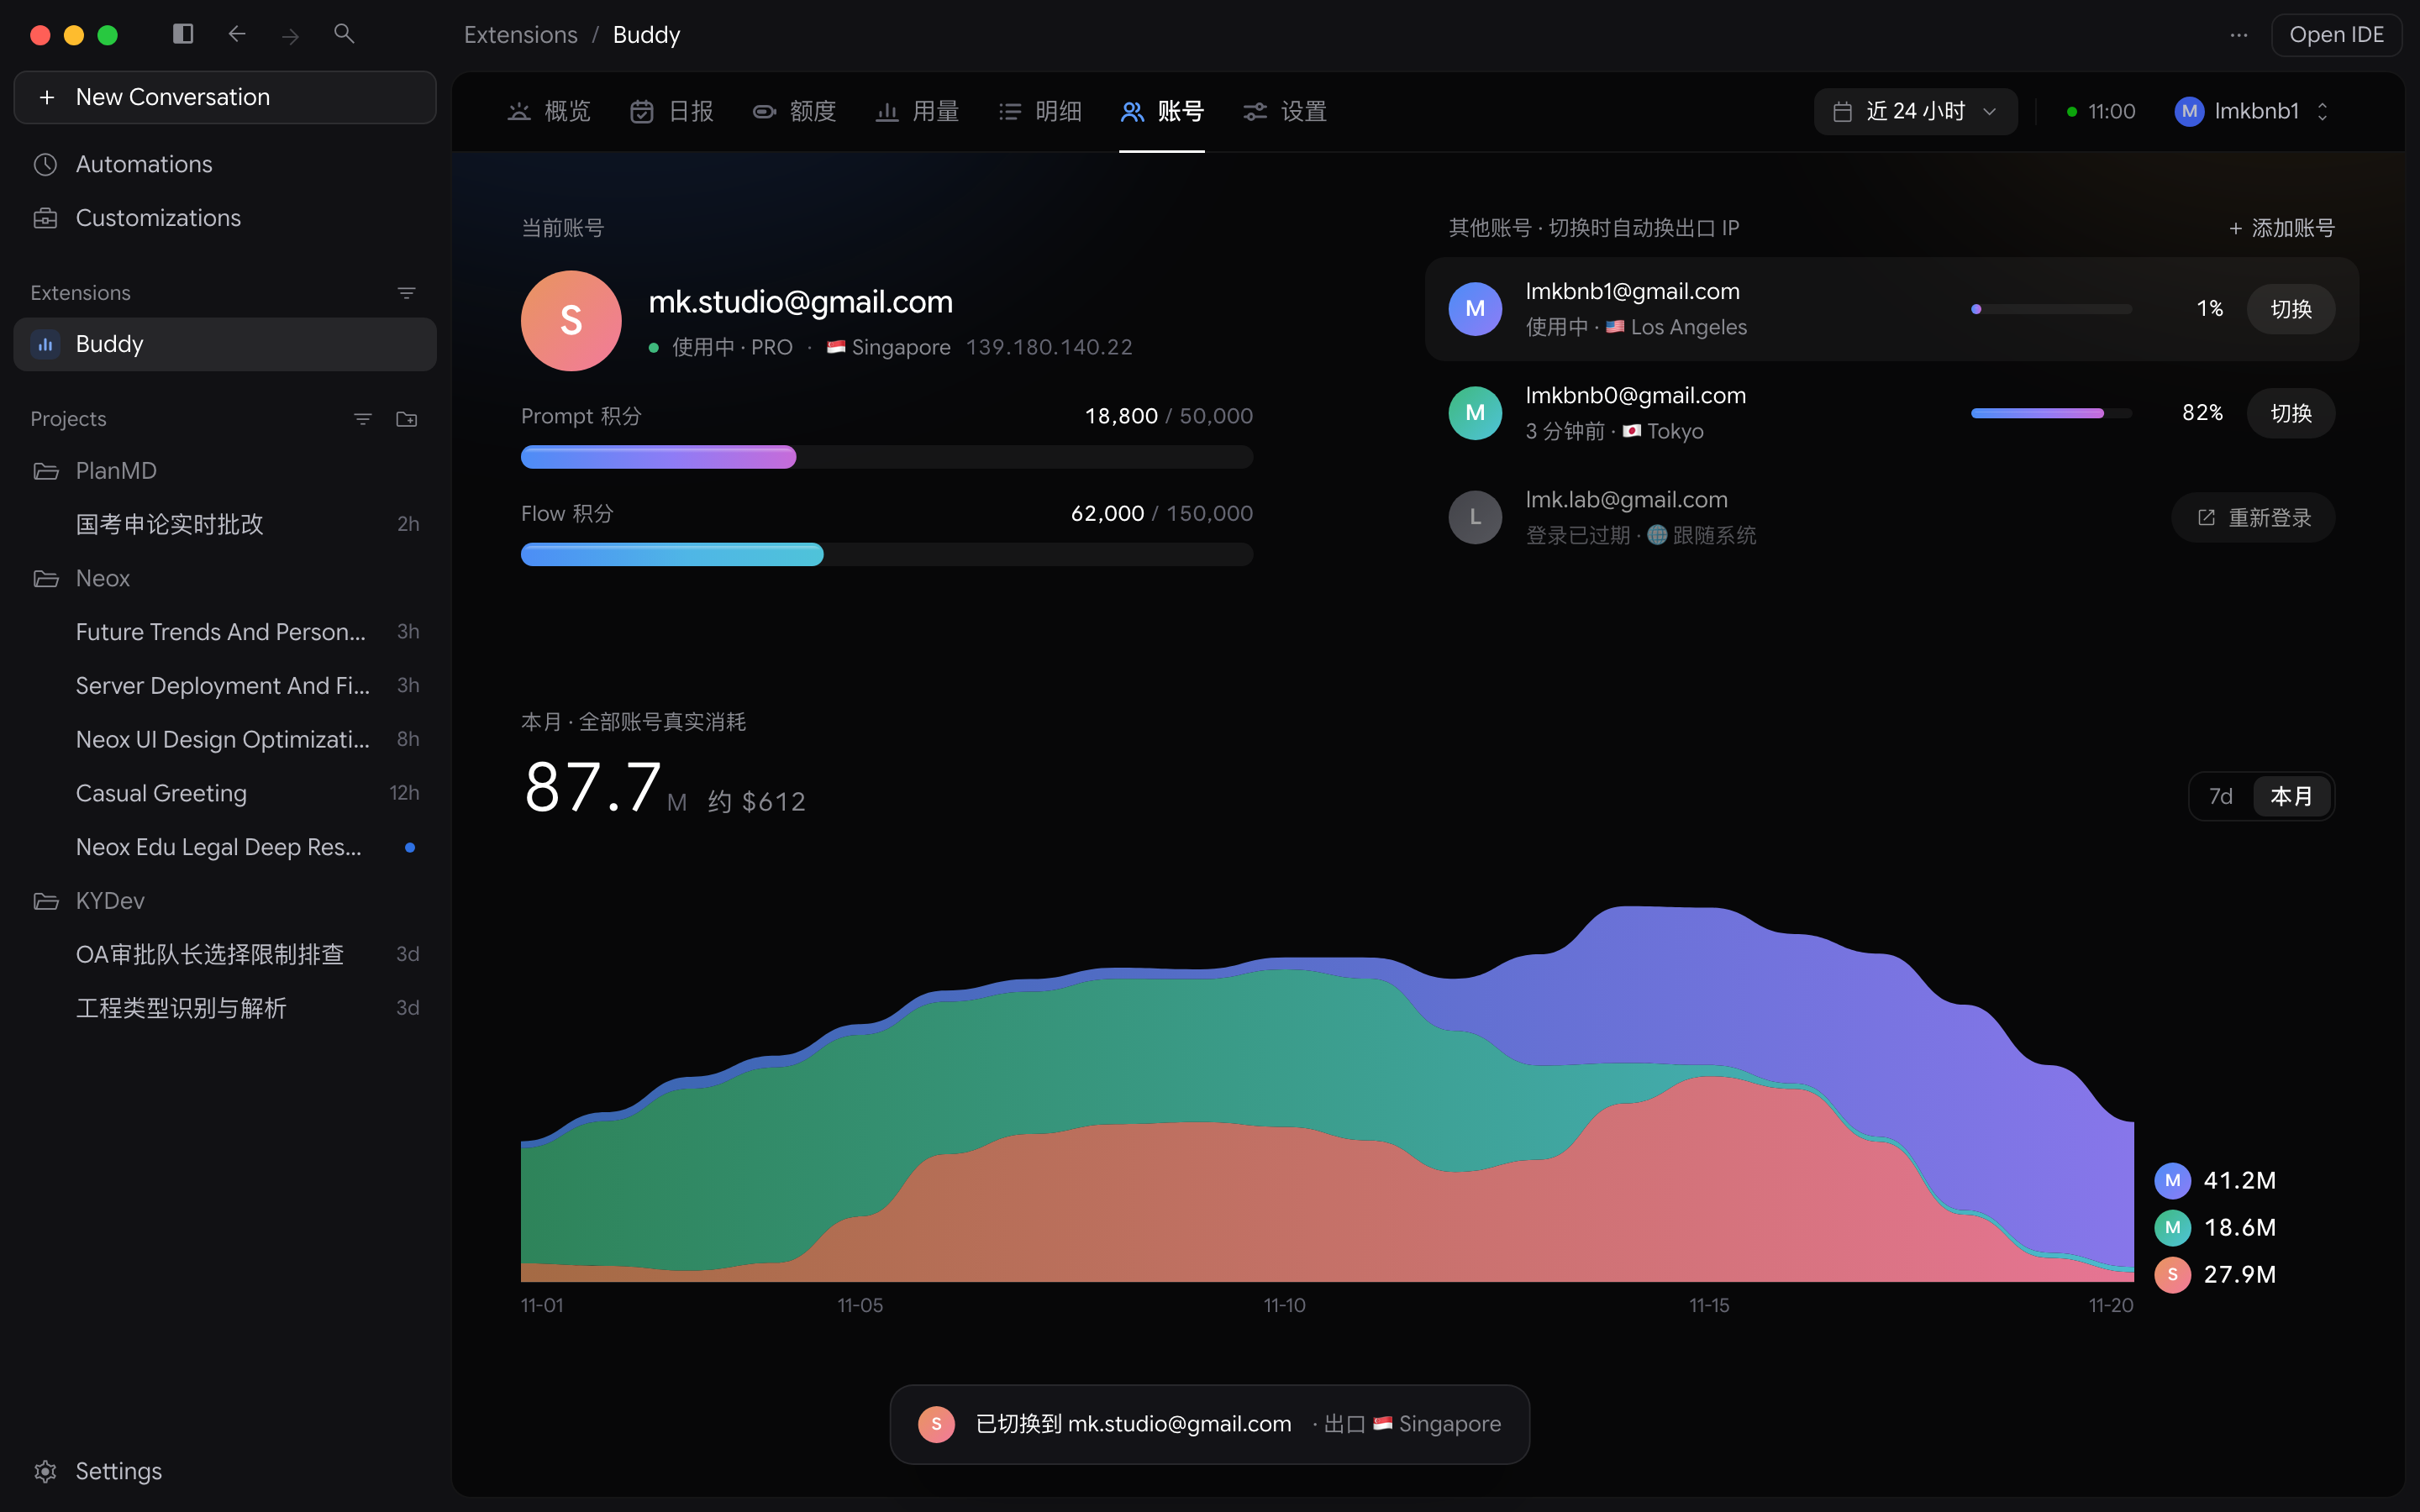 Extensions / Buddy
Open IDE
New Conversation
Automations
Customizations
Extensions
Buddy
Projects
PlanMD
国考申论实时批改 2h
Neox
Future Trends And Person... 3h
Server Deployment And Fi... 3h
Neox UI Design Optimizati... 8h
Casual Greeting 12h
Neox Edu Legal Deep Res...
KYDev
OA审批队长选择限制排查 3d
工程类型识别与解析 3d
Settings
概览 日报 额度 用量 明细 账号 设置
近 24 小时 11:00 M lmkbnb1
当前账号
S
mk.studio@gmail.com
使用中 · PRO · 🇸🇬 Singapore 139.180.140.22
Prompt 积分 18,800 / 50,000
Flow 积分 62,000 / 150,000
其他账号 · 切换时自动换出口 IP
+ 添加账号
M
lmkbnb1@gmail.com
使用中 · 🇺🇸 Los Angeles
1% 切换
M
lmkbnb0@gmail.com
3 分钟前 · 🇯🇵 Tokyo
82% 切换
L
lmk.lab@gmail.com
登录已过期 · 🌐 跟随系统
重新登录
本月 · 全部账号真实消耗
87.7 M 约 $612
7d 本月
M 41.2M
M 18.6M
S 27.9M
11-01 11-05 11-10 11-15 11-20
S 已切换到 mk.studio@gmail.com · 出口 🇸🇬 Singapore